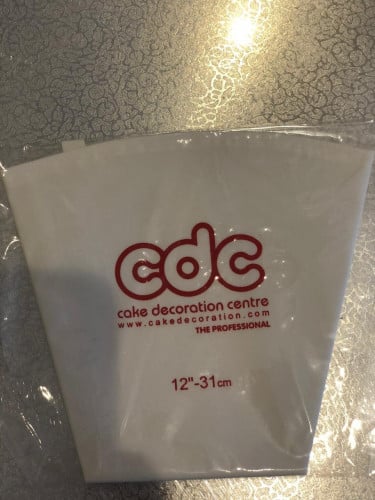 cdc
cake decoration centre
www.cakedecoration.com
THE PROFESSIONAL
12"-31cm